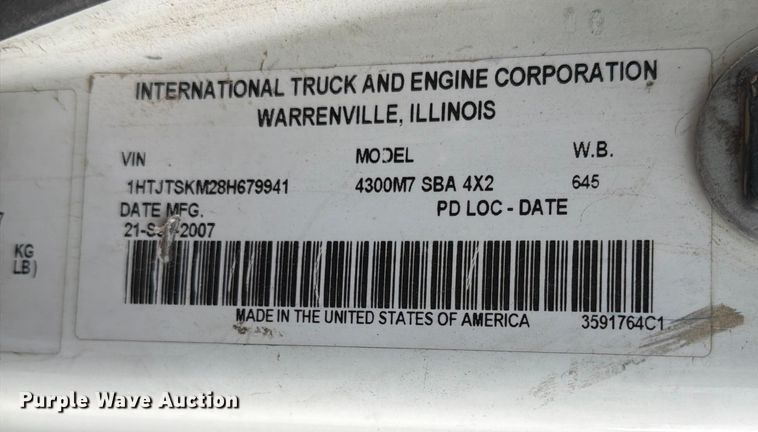 INTERNATIONAL TRUCK AND ENGINE CORPORATION
WARRENVILLE, ILLINOIS
VIN MODEL W.B.
1HTJTSKM28H679941 4300M7 SBA 4X2 645
DATE MFG. PD LOC - DATE
2007
KG
LB)
MADE IN THE UNITED STATES OF AMERICA 3591764C1
Purple Wave Auction